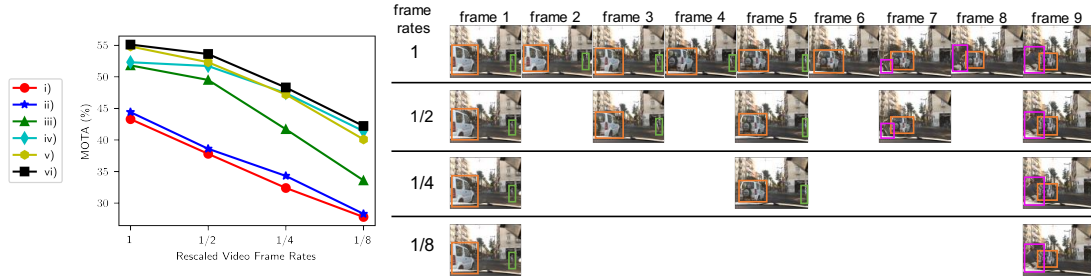 i)
ii)
iii)
iv)
v)
vi)
MOTA (%)
55
50
45
40
35
30
1 1/2 1/4 1/8
Rescaled Video Frame Rates
frame rates
frame 1 frame 2 frame 3 frame 4 frame 5 frame 6 frame 7 frame 8 frame 9
1
1/2
1/4
1/8